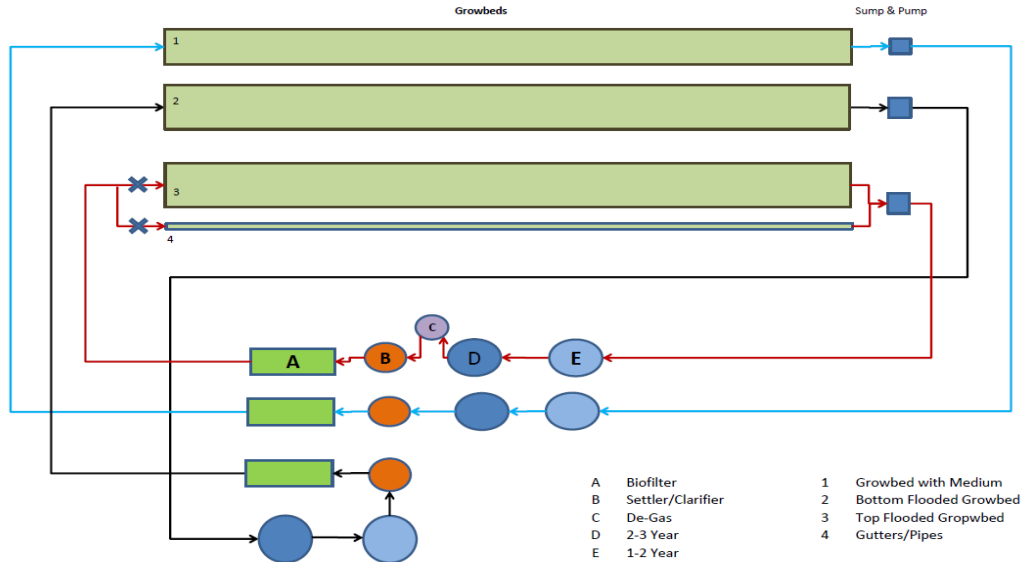 Growbeds
Sump & Pump
1
2
3
4
C
A
B
D
E
A Biofilter
B Settler/Clarifier
C De-Gas
D 2-3 Year
E 1-2 Year
1 Growbed with Medium
2 Bottom Flooded Growbed
3 Top Flooded Gropwbed
4 Gutters/Pipes